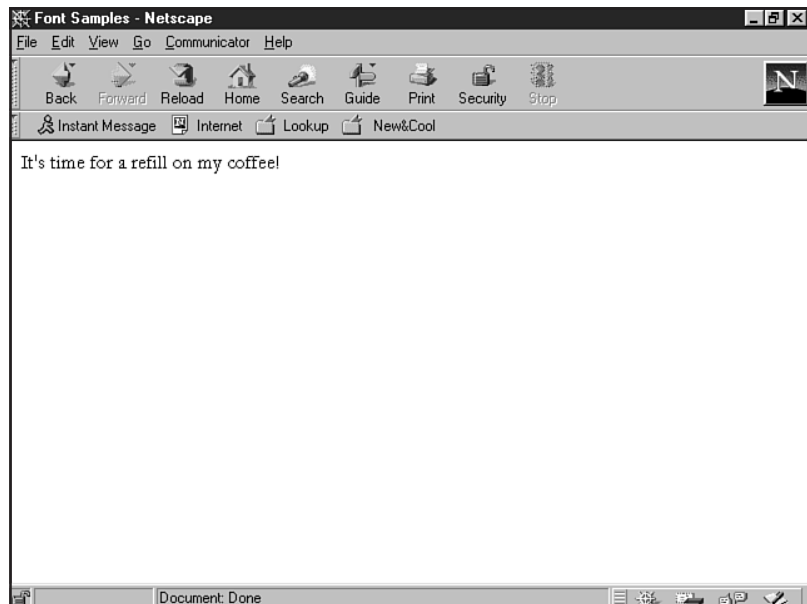 Font Samples - Netscape
File Edit View Go Communicator Help
Back Forward Reload Home Search Guide Print Security Stop
N
Instant Message Internet Lookup New&Cool
It's time for a refill on my coffee!
Document: Done